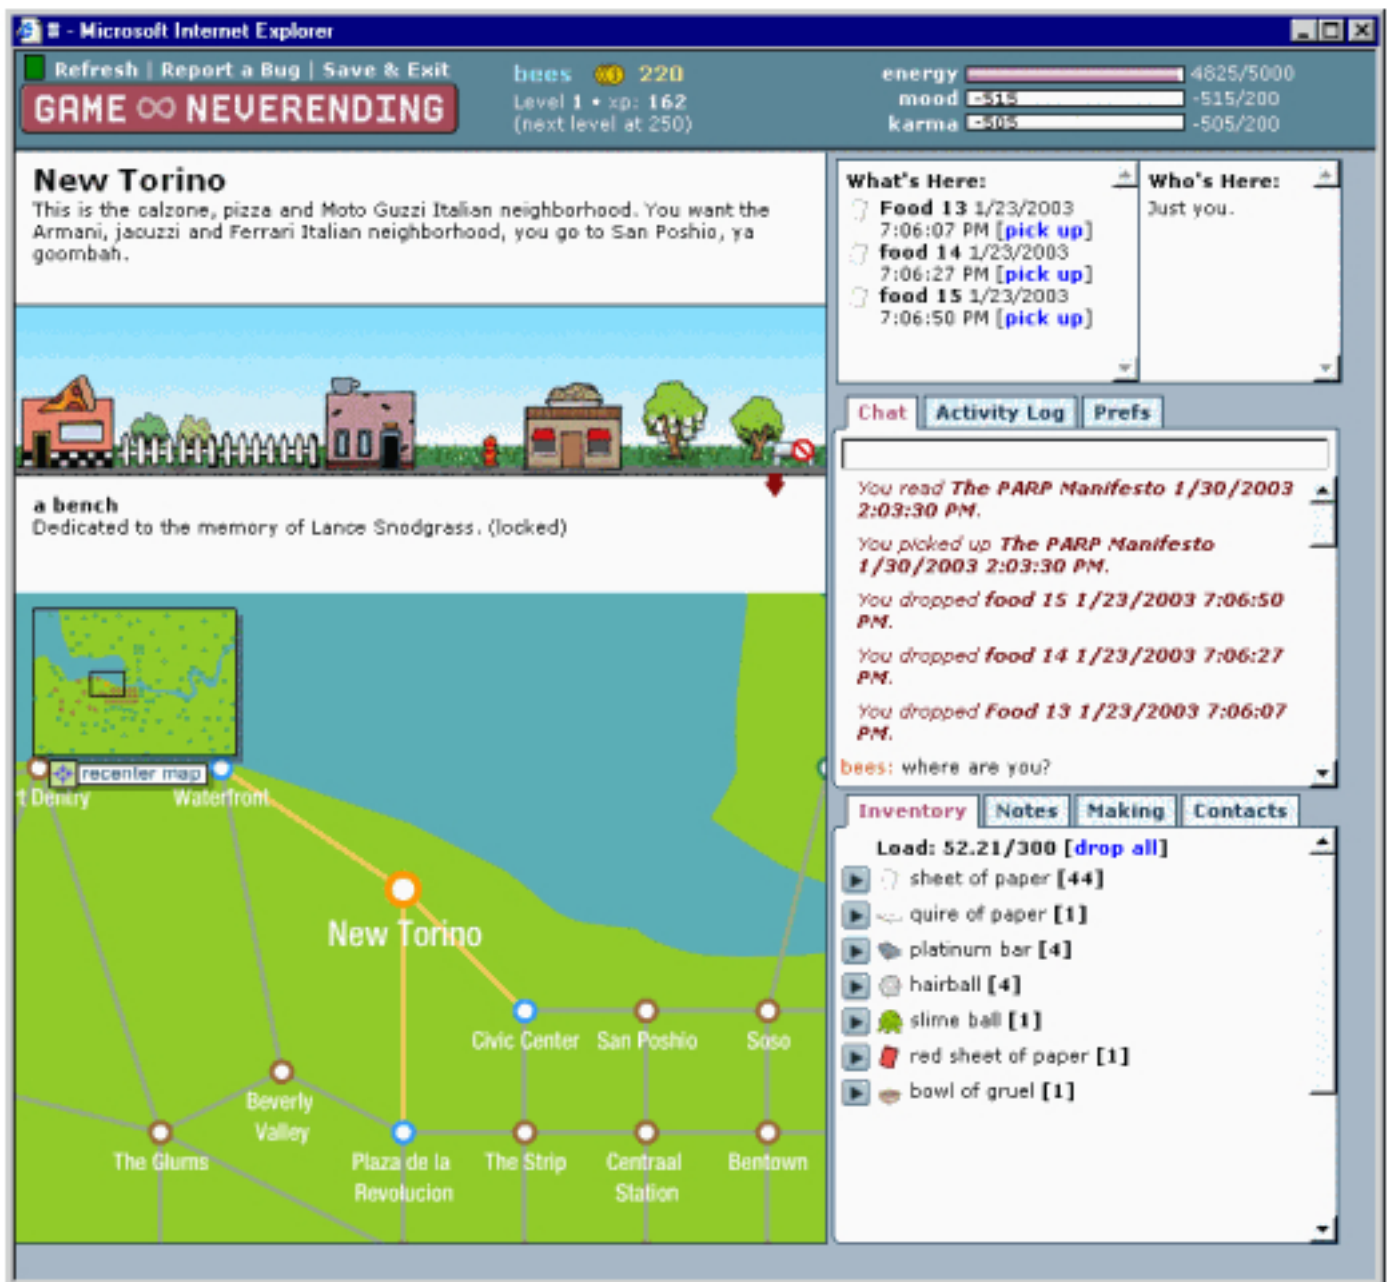 - Microsoft Internet Explorer
Refresh | Report a Bug | Save & Exit
GAME ∞ NEVERENDING
bees 220
Level 1 • xp: 162
(next level at 250)
energy 4825/5000
mood -515 -515/200
karma -505 -505/200
New Torino
This is the calzone, pizza and Moto Guzzi Italian neighborhood. You want the
Armani, jacuzzi and Ferrari Italian neighborhood, you go to San Poshio, ya
goombah.
a bench
Dedicated to the memory of Lance Snodgrass. (locked)
recenter map
t Dentry
Waterfront
New Torino
Civic Center
San Poshio
Soso
Beverly
Valley
The Glums
Plaza de la
Revolucion
The Strip
Centraal
Station
Bentown
What's Here:
Food 13 1/23/2003
7:06:07 PM [pick up]
food 14 1/23/2003
7:06:27 PM [pick up]
food 15 1/23/2003
7:06:50 PM [pick up]
Who's Here:
Just you.
Chat
Activity Log
Prefs
You read The PARP Manifesto 1/30/2003
2:03:30 PM.
You picked up The PARP Manifesto
1/30/2003 2:03:30 PM.
You dropped food 15 1/23/2003 7:06:50
PM.
You dropped food 14 1/23/2003 7:06:27
PM.
You dropped Food 13 1/23/2003 7:06:07
PM.
bees: where are you?
Inventory
Notes
Making
Contacts
Load: 52.21/300 [drop all]
sheet of paper [44]
quire of paper [1]
platinum bar [4]
hairball [4]
slime ball [1]
red sheet of paper [1]
bowl of gruel [1]